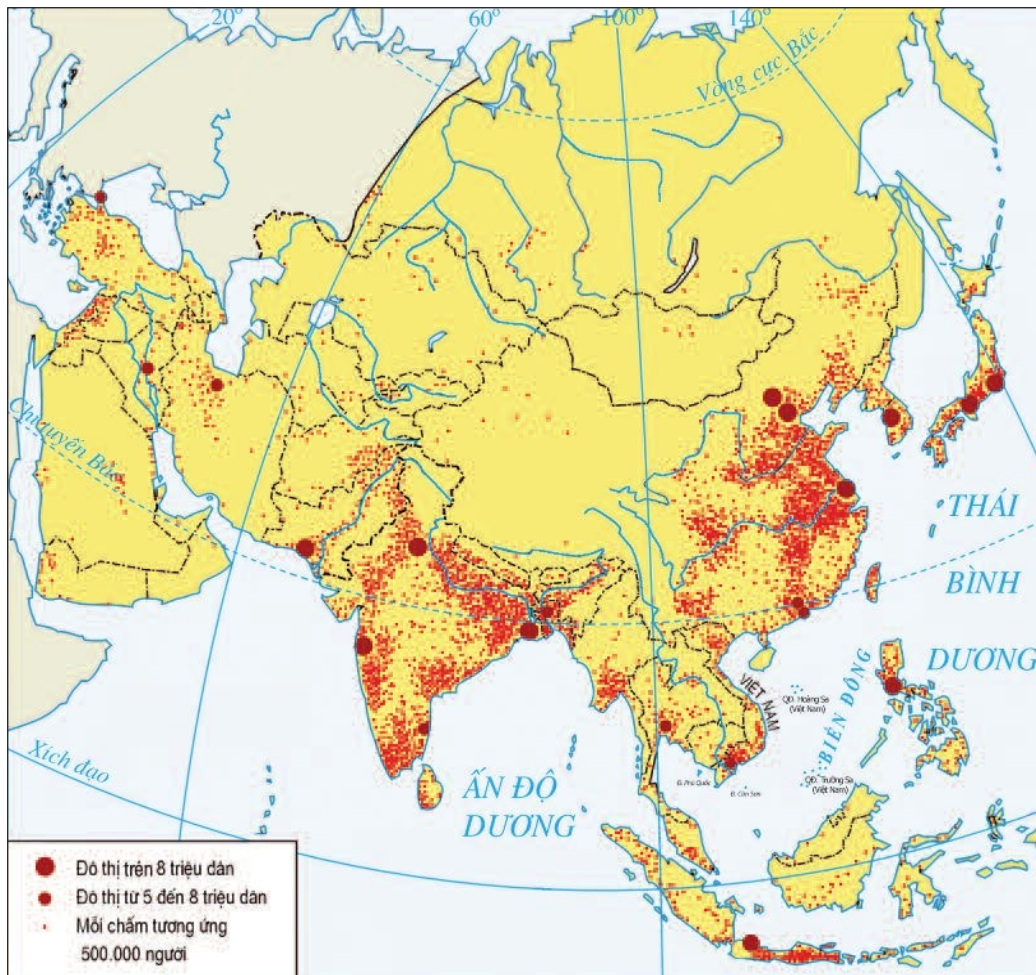 20°
60°
100°
140°
Vòng cực Bắc
Chí tuyến Bắc
THÁI
BÌNH
DƯƠNG
VIỆT NAM
QĐ. Hoàng Sa
(Việt Nam)
BIỂN ĐÔNG
QĐ. Trường Sa
(Việt Nam)
Đ. Phú Quốc
Đ. Côn Sơn
Xích đạo
ẤN ĐỘ
DƯƠNG
Đô thị trên 8 triệu dân
Đô thị từ 5 đến 8 triệu dân
Mỗi chấm tương ứng
500.000 người